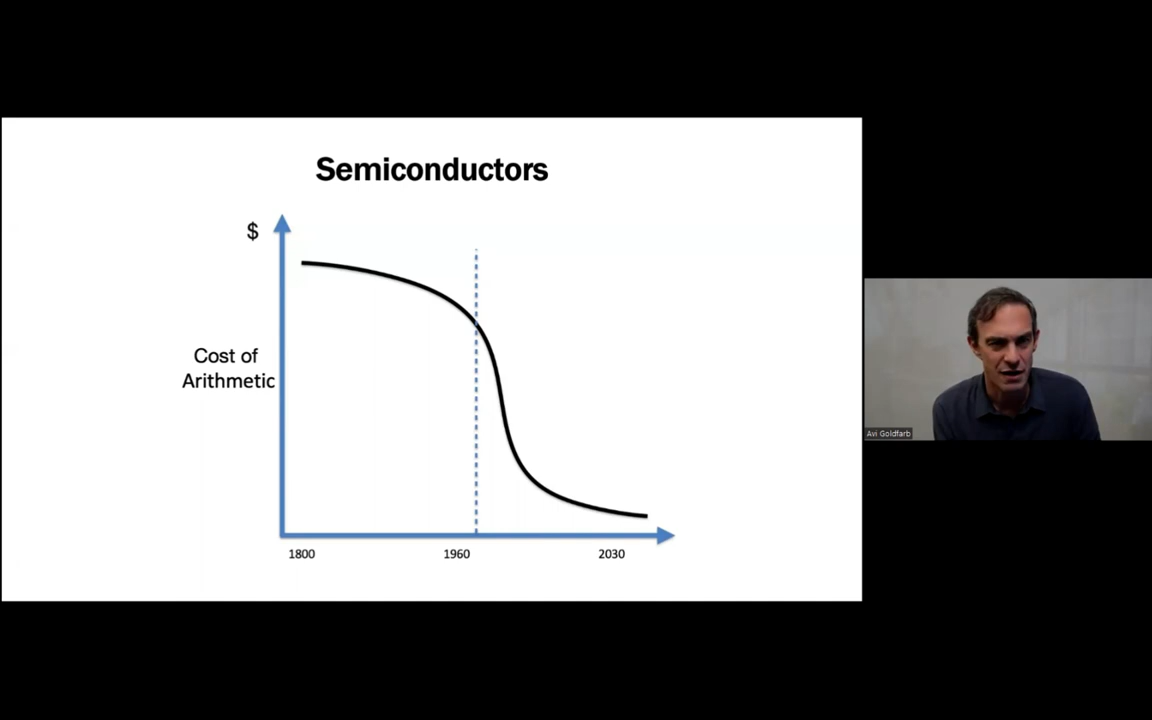 Semiconductors
$
Cost of
Arithmetic
1800 1960 2030
Avi Goldfarb